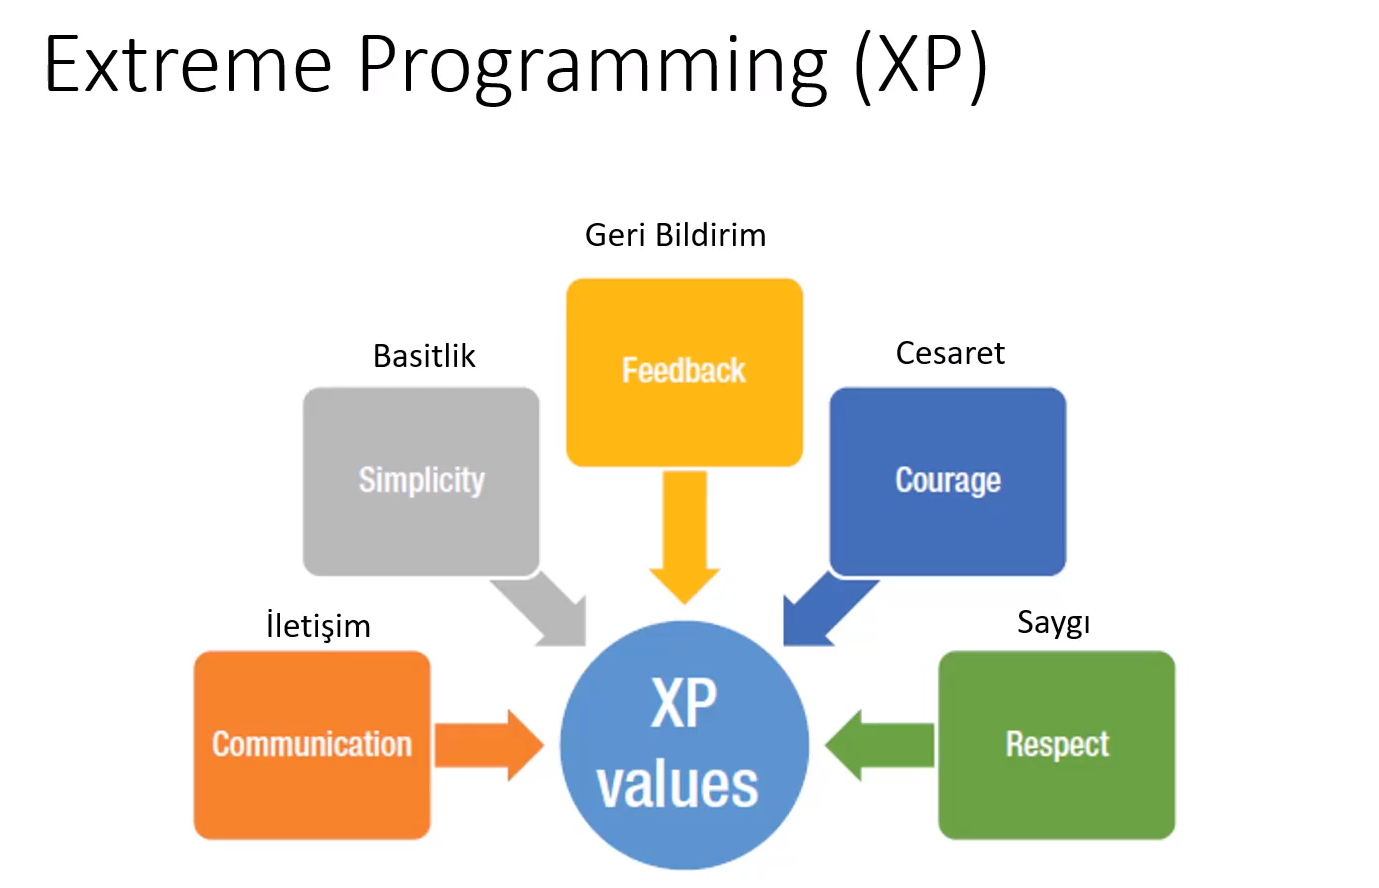 Extreme Programming (XP)
Geri Bildirim
Feedback
Basitlik
Simplicity
Cesaret
Courage
İletişim
Communication
XP
values
Saygı
Respect